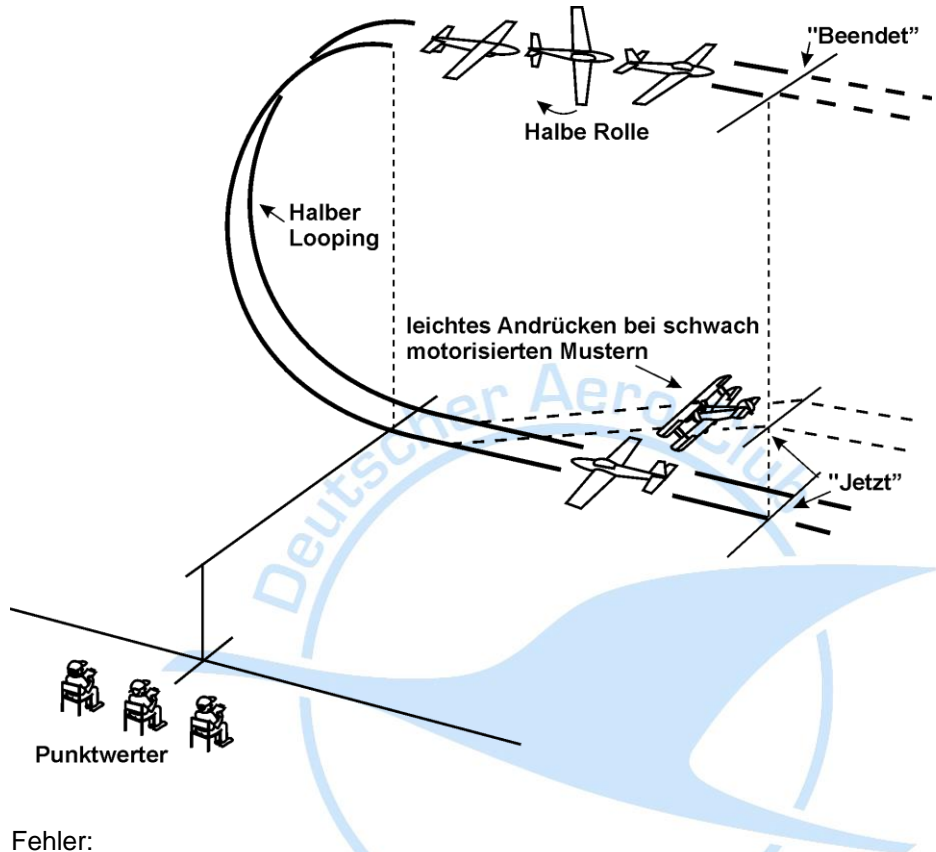 "Beendet”
Halbe Rolle
Halber
Looping
leichtes Andrücken bei schwach
motorisierten Mustern
Deutscher Aero Club
"Jetzt”
Punktwerter
Fehler: